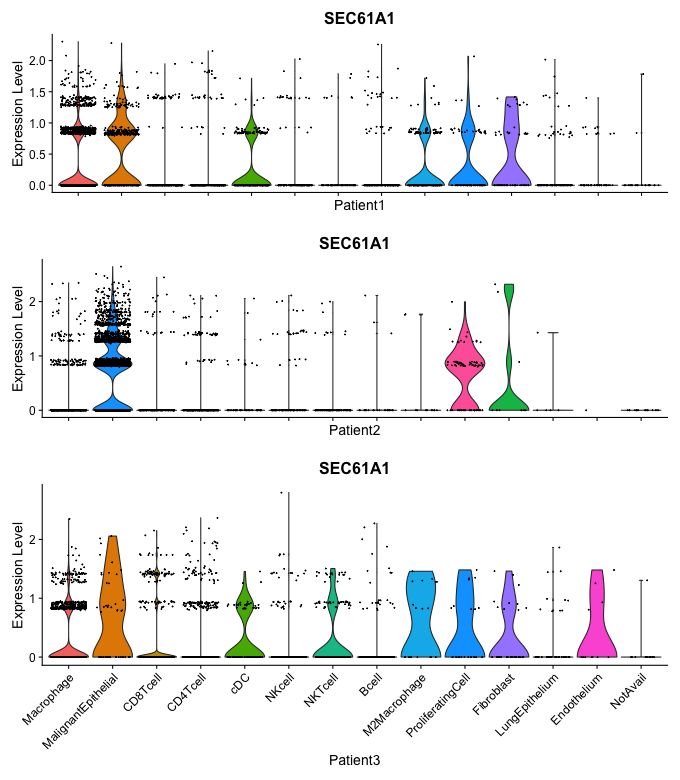 SEC61A1
Expression Level
2.0
1.5
1.0
0.5
0.0
Patient1
SEC61A1
Expression Level
2
1
0
Patient2
SEC61A1
Expression Level
2
1
0
Macrophage
MalignantEpithelial
CD8Tcell
CD4Tcell
cDC
NKcell
NKTcell
Bcell
M2Macrophage
ProliferatingCell
Fibroblast
LungEpithelium
Endothelium
NotAvail
Patient3